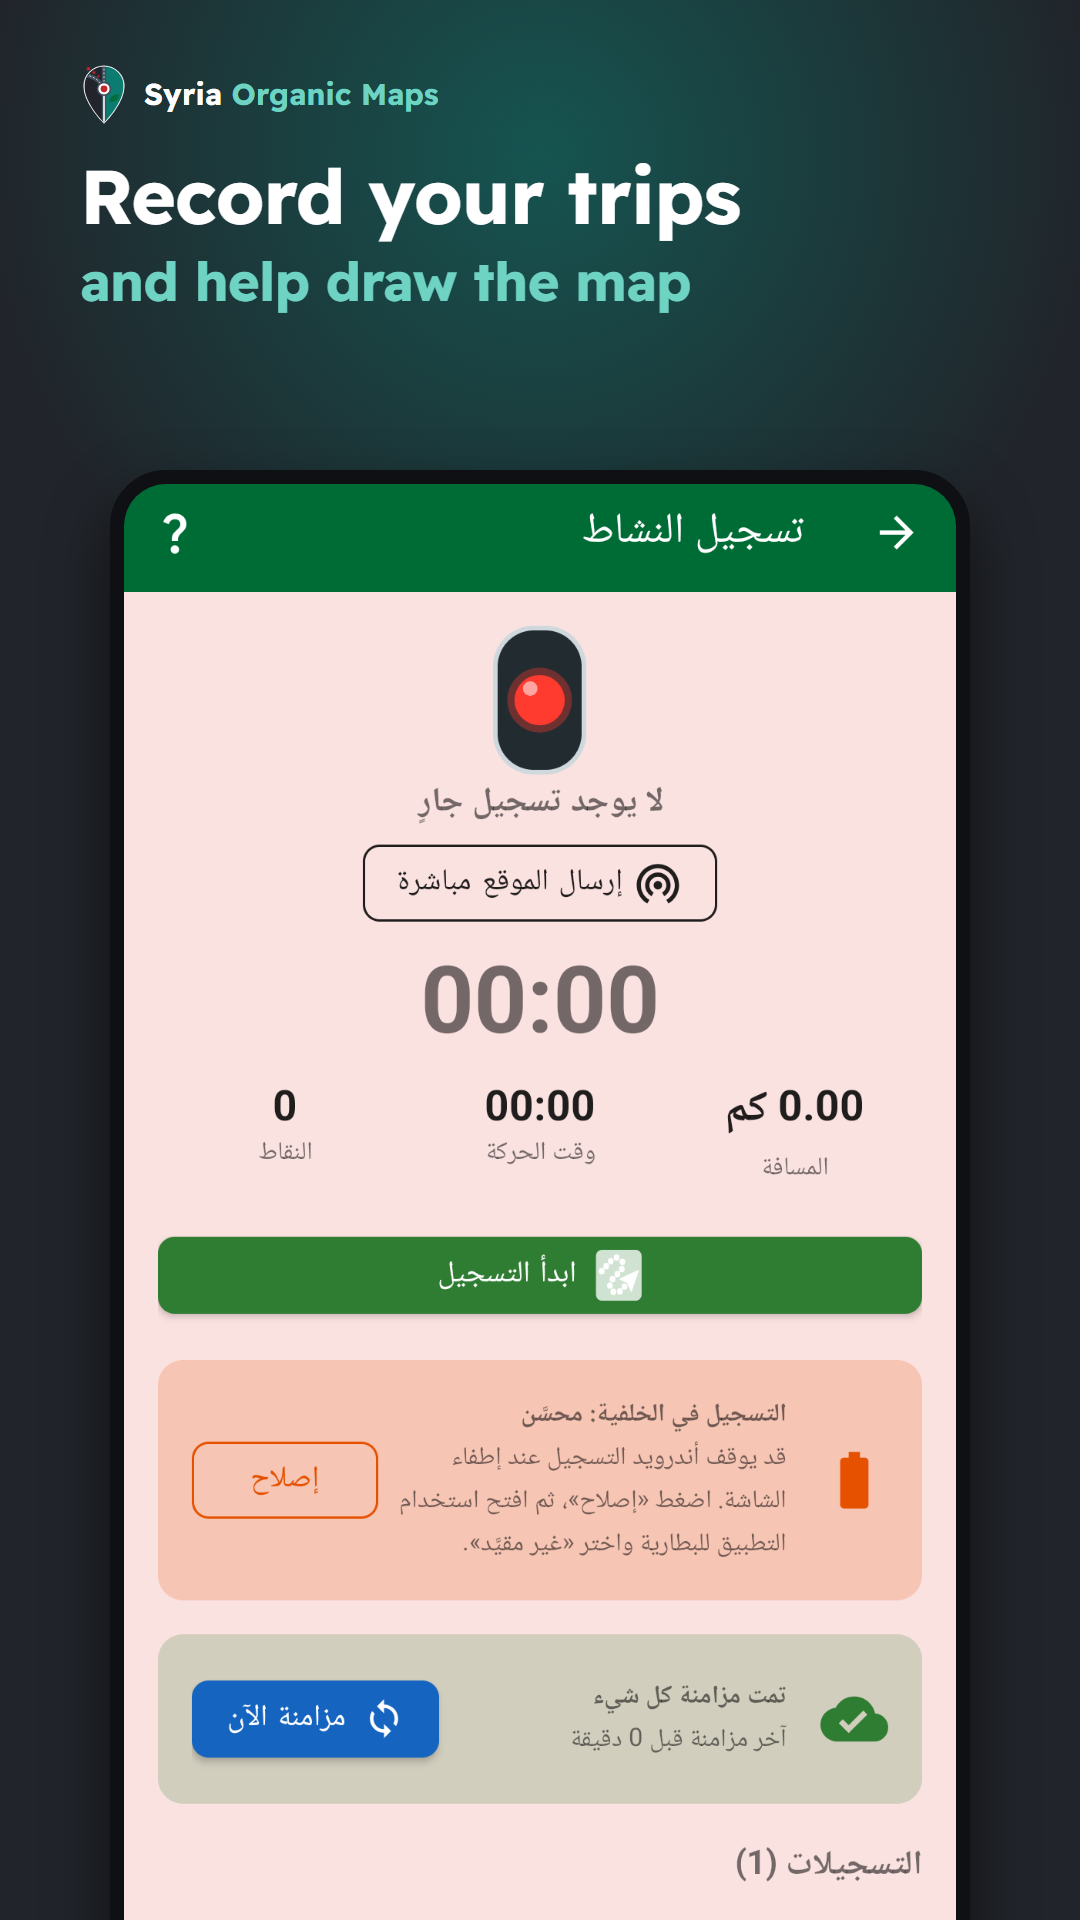 Syria Organic Maps
Record your trips
and help draw the map
تسجيل النشاط
?
لا يوجد تسجيل جارٍ
إرسال الموقع مباشرة
00:00
0.00 كم
المسافة
00:00
وقت الحركة
0
النقاط
ابدأ التسجيل
التسجيل في الخلفية: محسَّن
قد يوقف أندرويد التسجيل عند إطفاء
الشاشة. اضغط «إصلاح»، ثم افتح استخدام
التطبيق للبطارية واختر «غير مقيَّد».
إصلاح
تمت مزامنة كل شيء
آخر مزامنة قبل 0 دقيقة
مزامنة الآن
التسجيلات (1)